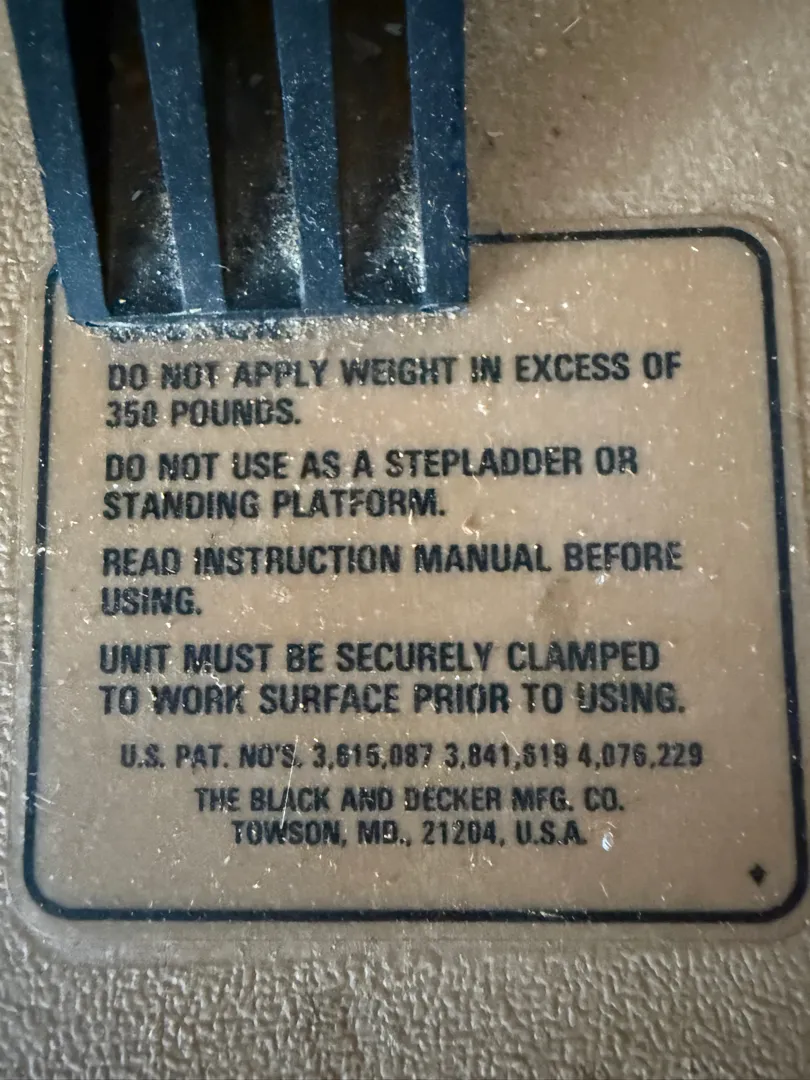 DO NOT APPLY WEIGHT IN EXCESS OF
350 POUNDS.
DO NOT USE AS A STEPLADDER OR
STANDING PLATFORM.
READ INSTRUCTION MANUAL BEFORE
USING.
UNIT MUST BE SECURELY CLAMPED
TO WORK SURFACE PRIOR TO USING.
U.S. PAT. NO'S. 3,615,087 3,841,619 4,076,229
THE BLACK AND DECKER MFG. CO.
TOWSON, MD., 21204, U.S.A.